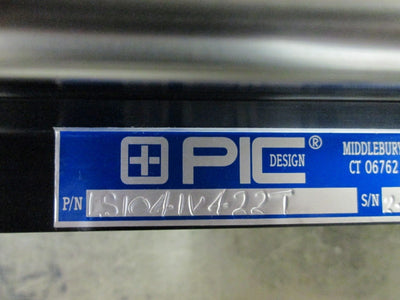 PIC® DESIGN
MIDDLEBURY
CT 06762
P/N LS104-1V4-22T S/N